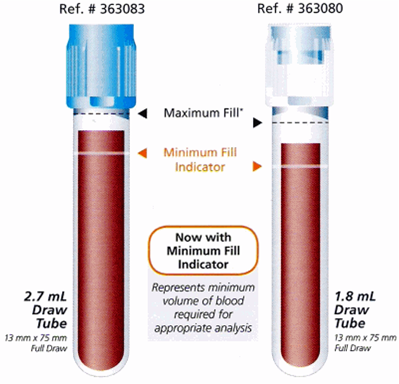 Ref. # 363083
Ref. # 363080
Maximum Fill*
Minimum Fill
Indicator
Now with
Minimum Fill
Indicator
Represents minimum
volume of blood
required for
appropriate analysis
2.7 mL
Draw
Tube
13 mm x 75 mm
Full Draw
1.8 mL
Draw
Tube
13 mm x 75 mm
Full Draw